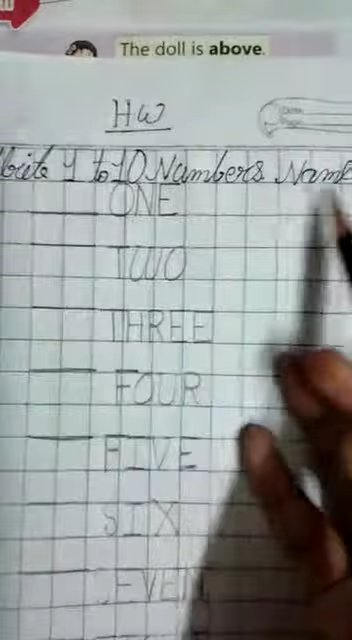 The doll is above.
HW
Write 1 to 10 Numbers Name
ONE
TWO
THREE
FOUR
FIVE
SIX
SEVEN